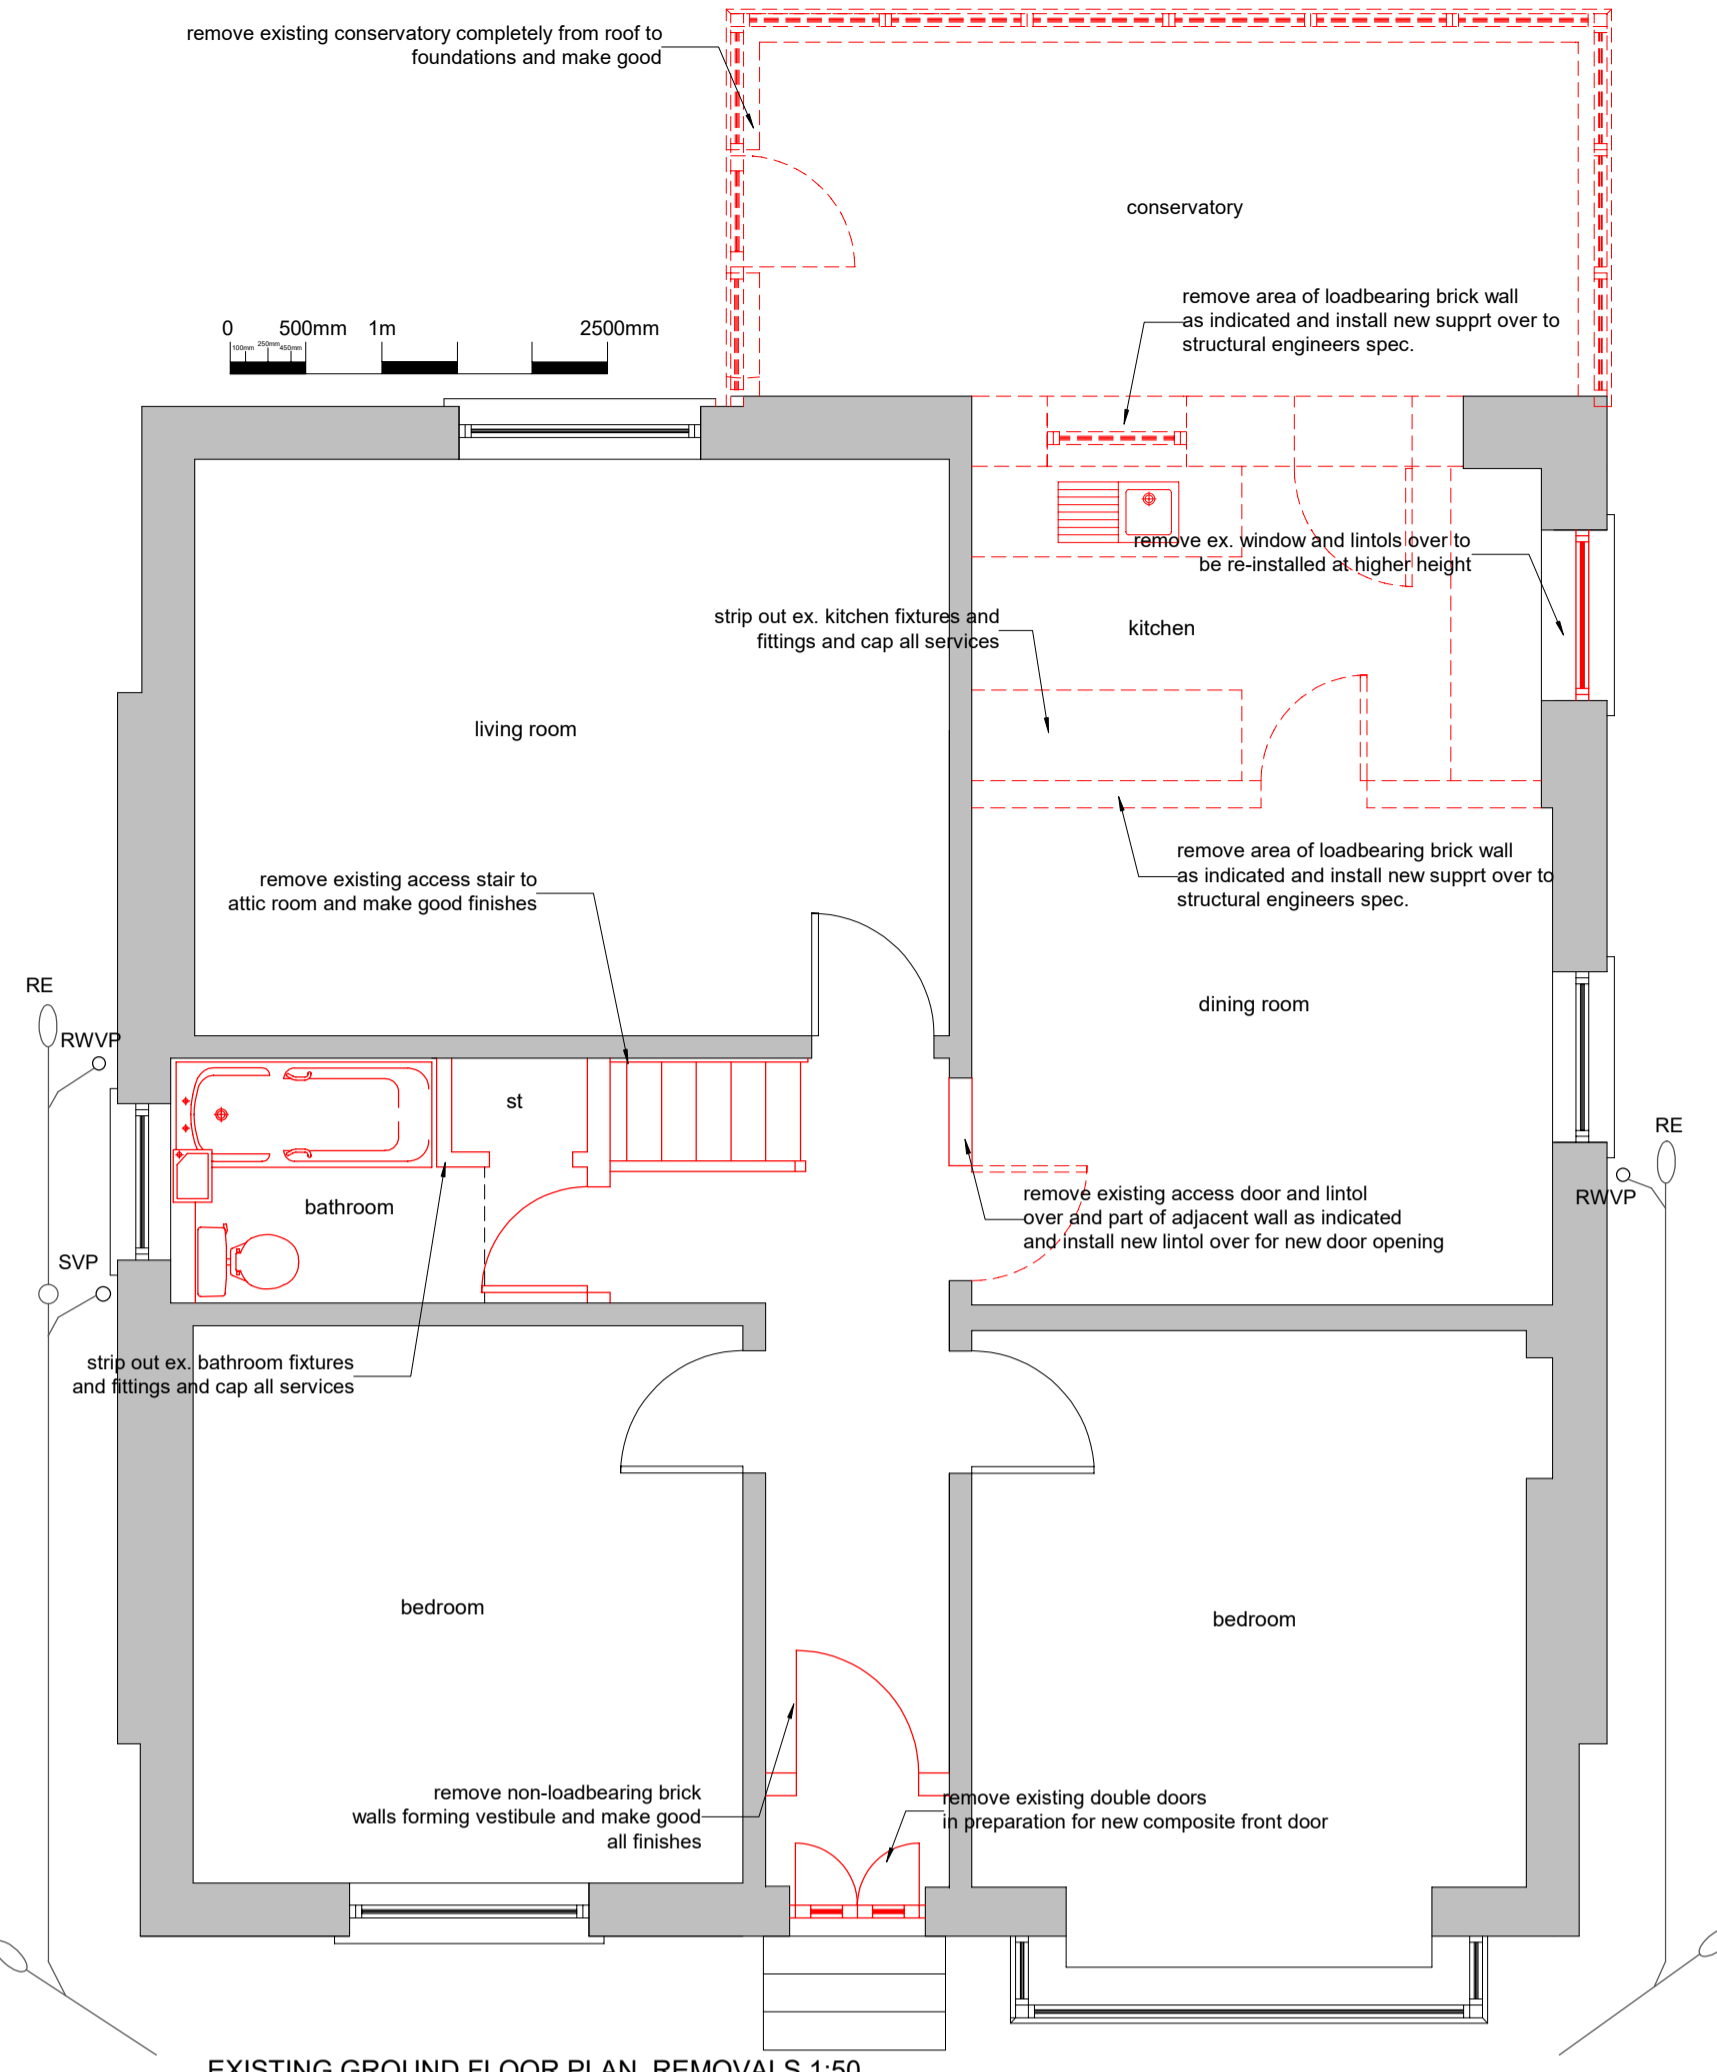 remove existing conservatory completely from roof to
foundations and make good
conservatory
remove area of loadbearing brick wall
as indicated and install new supprt over to
structural engineers spec.
0 500mm 1m 2500mm
100mm 250mm 450mm
remove ex. window and lintols over to
be re-installed at higher height
strip out ex. kitchen fixtures and
fittings and cap all services
kitchen
living room
remove area of loadbearing brick wall
as indicated and install new supprt over to
structural engineers spec.
remove existing access stair to
attic room and make good finishes
RE
RWVP
dining room
st
RE
RWVP
bathroom
remove existing access door and lintol
over and part of adjacent wall as indicated
and install new lintol over for new door opening
SVP
strip out ex. bathroom fixtures
and fittings and cap all services
bedroom
bedroom
remove non-loadbearing brick
walls forming vestibule and make good
all finishes
remove existing double doors
in preparation for new composite front door
EXISTING GROUND FLOOR PLAN REMOVALS 1:50